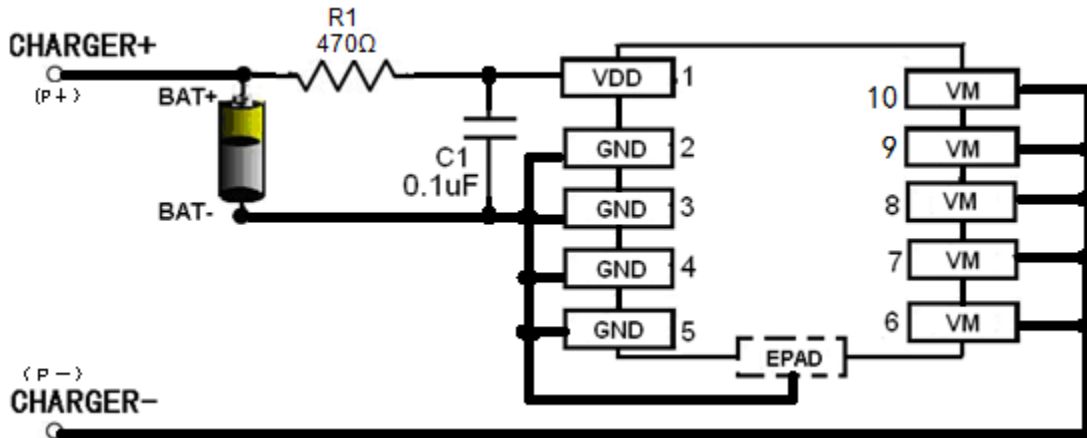 CHARGER+
(P+)
BAT+
BAT-
R1
470Ω
C1
0.1uF
VDD 1
GND 2
GND 3
GND 4
GND 5
10 VM
9 VM
8 VM
7 VM
6 VM
EPAD
(P-)
CHARGER-